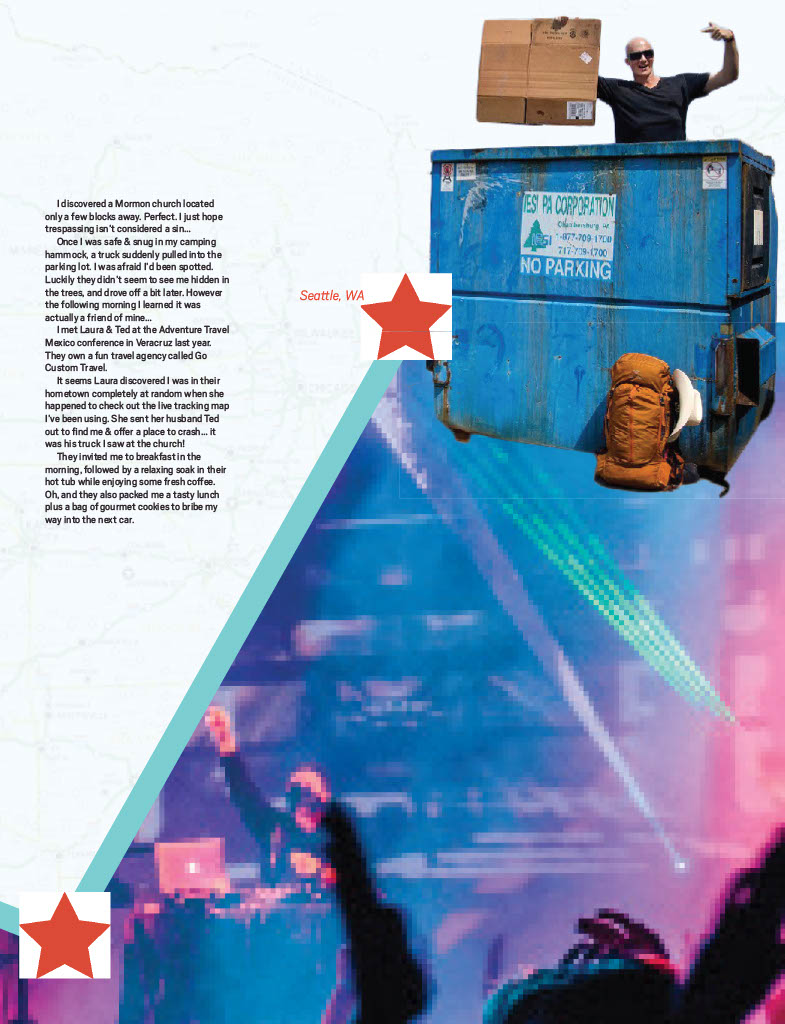 I discovered a Mormon church located
only a few blocks away. Perfect. I just hope
trespassing isn't considered a sin...
Once I was safe & snug in my camping
hammock, a truck suddenly pulled into the
parking lot. I was afraid I'd been spotted.
Luckily they didn't seem to see me hidden in
the trees, and drove off a bit later. However
the following morning I learned it was
actually a friend of mine...
I met Laura & Ted at the Adventure Travel
Mexico conference in Veracruz last year.
They own a fun travel agency called Go
Custom Travel.
It seems Laura discovered I was in their
hometown completely at random when she
happened to check out the live tracking map
I've been using. She sent her husband Ted
out to find me & offer a place to crash... it
was his truck I saw at the church!
They invited me to breakfast in the
morning, followed by a relaxing soak in their
hot tub while enjoying some fresh coffee.
Oh, and they also packed me a tasty lunch
plus a bag of gourmet cookies to bribe my
way into the next car.
Seattle, WA
IESI PA CORPORATION
Chambersburg, PA
1-877-709-1700
717-709-1700
NO PARKING
CHICAGO